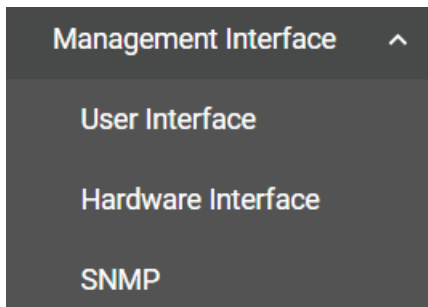 Management Interface
User Interface
Hardware Interface
SNMP